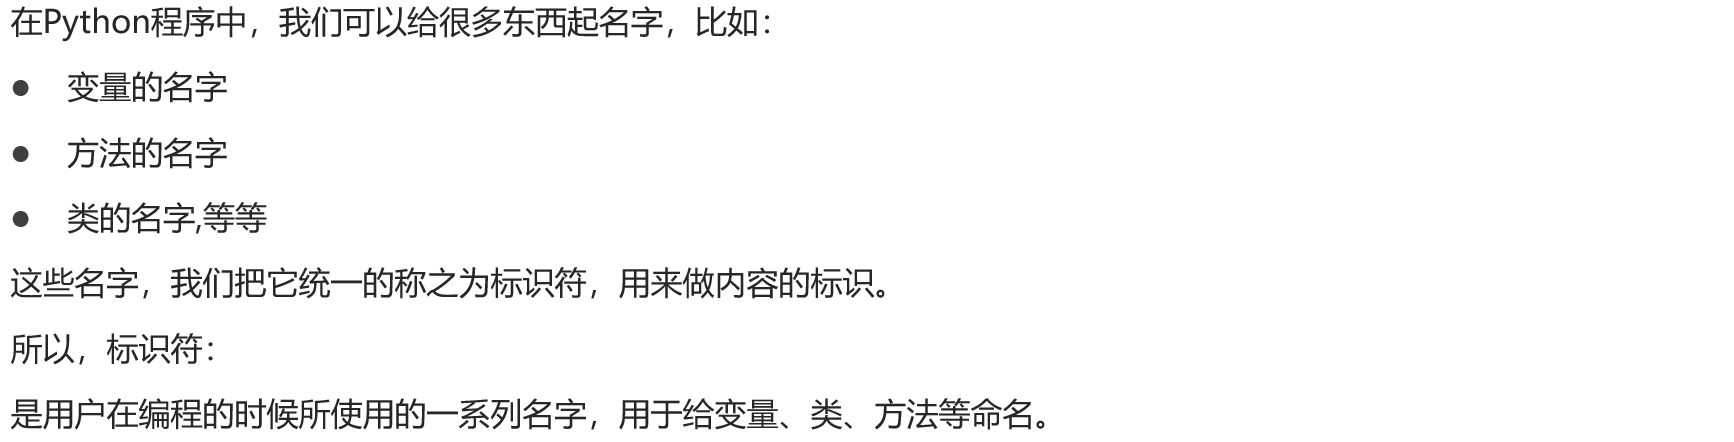 在Python程序中，我们可以给很多东西起名字，比如：
● 变量的名字
● 方法的名字
● 类的名字,等等
这些名字，我们把它统一的称之为标识符，用来做内容的标识。
所以，标识符：
是用户在编程的时候所使用的一系列名字，用于给变量、类、方法等命名。